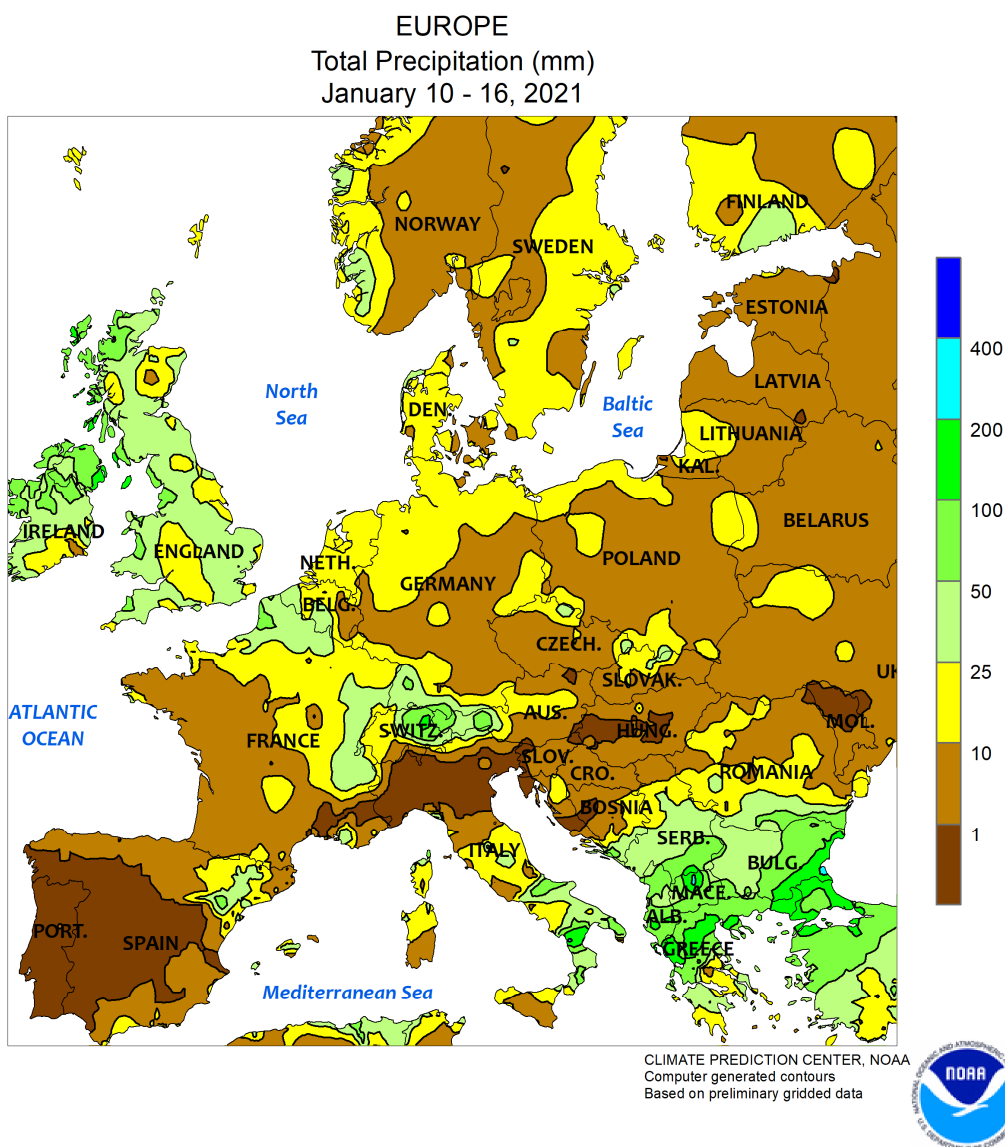 EUROPE
Total Precipitation (mm)
January 10 - 16, 2021
FINLAND
NORWAY
SWEDEN
ESTONIA
North
Sea
LATVIA
Baltic
Sea
DEN.
LITHUANIA
KAL.
IRELAND
ENGLAND
BELARUS
NETH.
POLAND
GERMANY
BELG.
CZECH.
SLOVAK.
UK
ATLANTIC
OCEAN
AUS.
MOL.
SWITZ.
HUNG.
FRANCE
SLOV.
CRO.
ROMANIA
BOSNIA
SERB.
ITALY
BULG.
MACE.
ALB.
PORT.
SPAIN
GREECE
Mediterranean Sea
400
200
100
50
25
10
1
CLIMATE PREDICTION CENTER, NOAA
Computer generated contours
Based on preliminary gridded data
NOAA